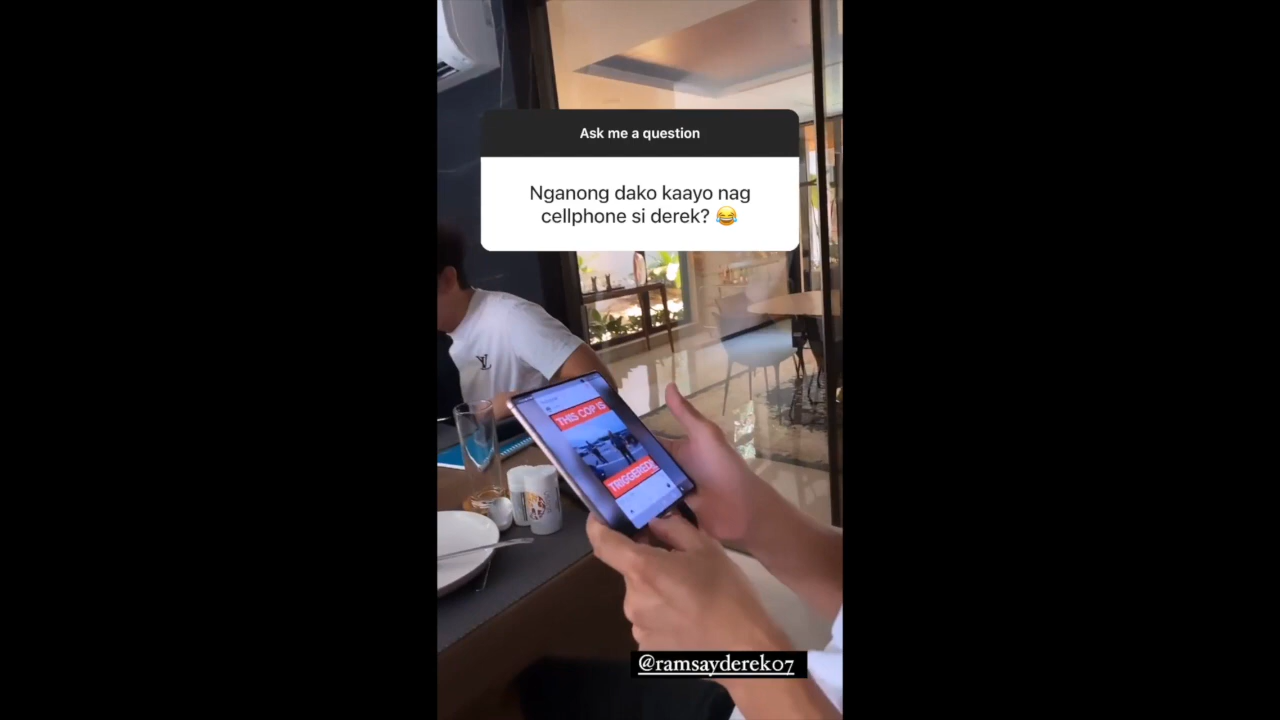 Ask me a question
Nganong dako kaayo nag
cellphone si derek? 😂
THIS COP IS
TRIGGERED!
@ramsayderek07